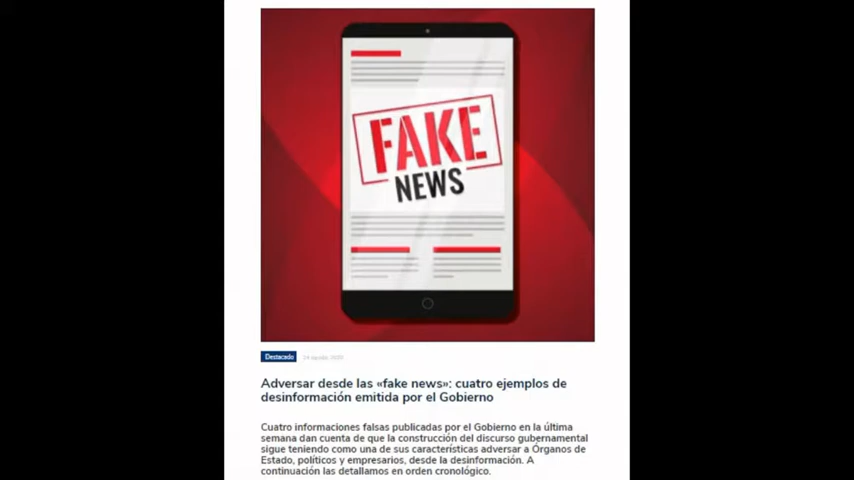 FAKE
NEWS
Destacado
Adversar desde las «fake news»: cuatro ejemplos de
desinformación emitida por el Gobierno
Cuatro informaciones falsas publicadas por el Gobierno en la última
semana dan cuenta de que la construcción del discurso gubernamental
sigue teniendo como una de sus características adversar a Órganos de
Estado, políticos y empresarios, desde la desinformación. A
continuación las detallamos en orden cronológico.